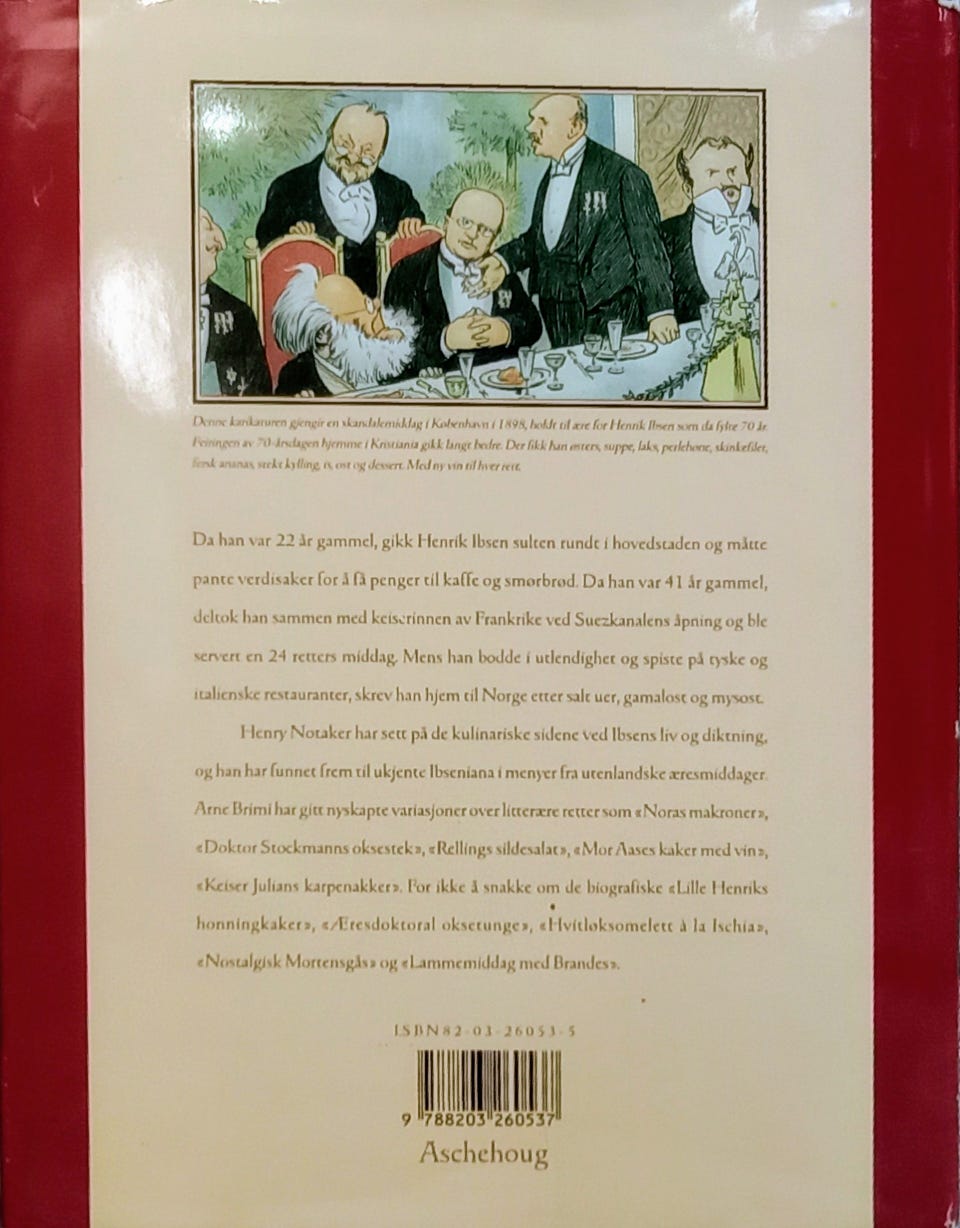 Denne karikaturen gjengir en skandalemiddag i København i 1898, holdt til ære for Henrik Ibsen som da fylte 70 år.
Feiringen av 70-årsdagen hjemme i Kristiania gikk langt bedre. Der fikk han østers, suppe, laks, perlehøne, skinkefilet,
fersk ananas, stekt kylling, is, ost og dessert. Med ny vin til hver rett.
Da han var 22 år gammel, gikk Henrik Ibsen sulten rundt i hovedstaden og måtte
pante verdisaker for å få penger til kaffe og smørbrød. Da han var 41 år gammel,
deltok han sammen med keiserinnen av Frankrike ved Suezkanalens åpning og ble
servert en 24 retters middag. Mens han bodde i utlendighet og spiste på tyske og
italienske restauranter, skrev han hjem til Norge etter salt uer, gamalost og mysost.
Henry Notaker har sett på de kulinariske sidene ved Ibsens liv og diktning,
og han har funnet frem til ukjente Ibseniana i menyer fra utenlandske æresmiddager.
Arne Brimi har gitt nyskapte variasjoner over litterære retter som «Noras makroner»,
«Doktor Stockmanns oksestek», «Rellings sildesalat», «Mor Aases kaker med vin»,
«Keiser Julians karpenakker». For ikke å snakke om de biografiske «Lille Henriks
honningkaker», «Æresdoktoral oksetunge», «Hvitløksomelett à la Ischia»,
«Nostalgisk Mortensgås» og «Lammemiddag med Brandes».
ISBN 82-03-26053-5
9 788203 260537
Aschehoug